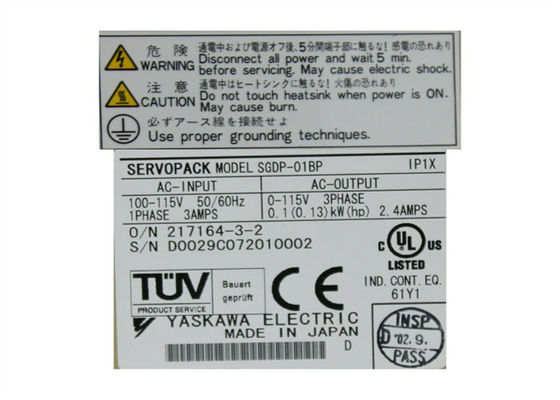 危険 通電中および電源オフ後、5分間端子部に触るな! 感電の恐れあり
WARNING Disconnect all power and wait 5 min.
before servicing. May cause electric shock.
注意 通電中はヒートシンクに触るな! 火傷の恐れあり
CAUTION Do not touch heatsink when power is ON.
May cause burn.
必ずアース線を接続せよ
Use proper grounding techniques.
SERVOPACK MODEL SGDP-01BP IP1X
AC-INPUT AC-OUTPUT
100-115V 50/60Hz 0-115V 3PHASE
1PHASE 3AMPS 0.1(0.13)kW(hp) 2.4AMPS
O/N 217164-3-2
S/N D0029C072010002
C UL US
LISTED
IND. CONT. EQ.
61Y1
TÜV
PRODUCT SERVICE
Bauart
geprüft
CE
YASKAWA ELECTRIC
MADE IN JAPAN
D
INSP
D '02.9.
PASS